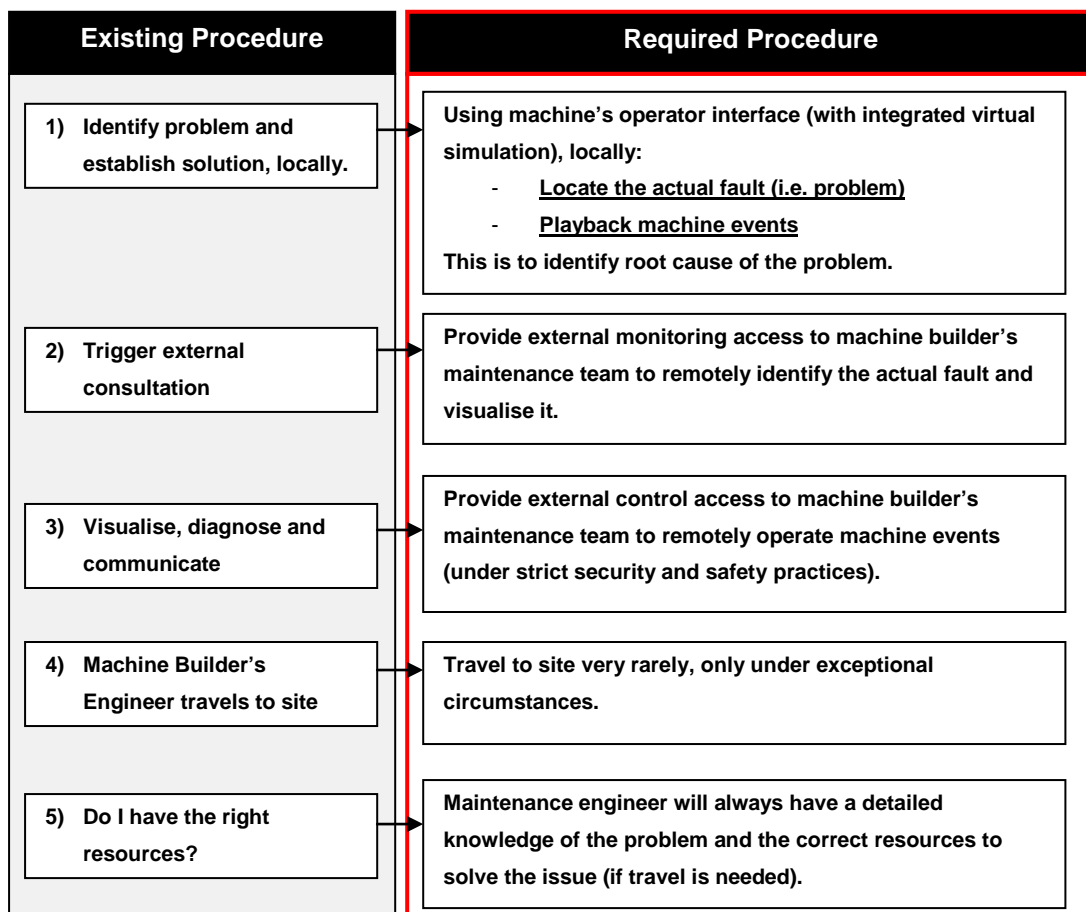 Existing Procedure
Required Procedure
1) Identify problem and
establish solution, locally.
Using machine's operator interface (with integrated virtual
simulation), locally:
- Locate the actual fault (i.e. problem)
- Playback machine events
This is to identify root cause of the problem.
2) Trigger external
consultation
Provide external monitoring access to machine builder's
maintenance team to remotely identify the actual fault and
visualise it.
3) Visualise, diagnose and
communicate
Provide external control access to machine builder's
maintenance team to remotely operate machine events
(under strict security and safety practices).
4) Machine Builder's
Engineer travels to site
Travel to site very rarely, only under exceptional
circumstances.
5) Do I have the right
resources?
Maintenance engineer will always have a detailed
knowledge of the problem and the correct resources to
solve the issue (if travel is needed).